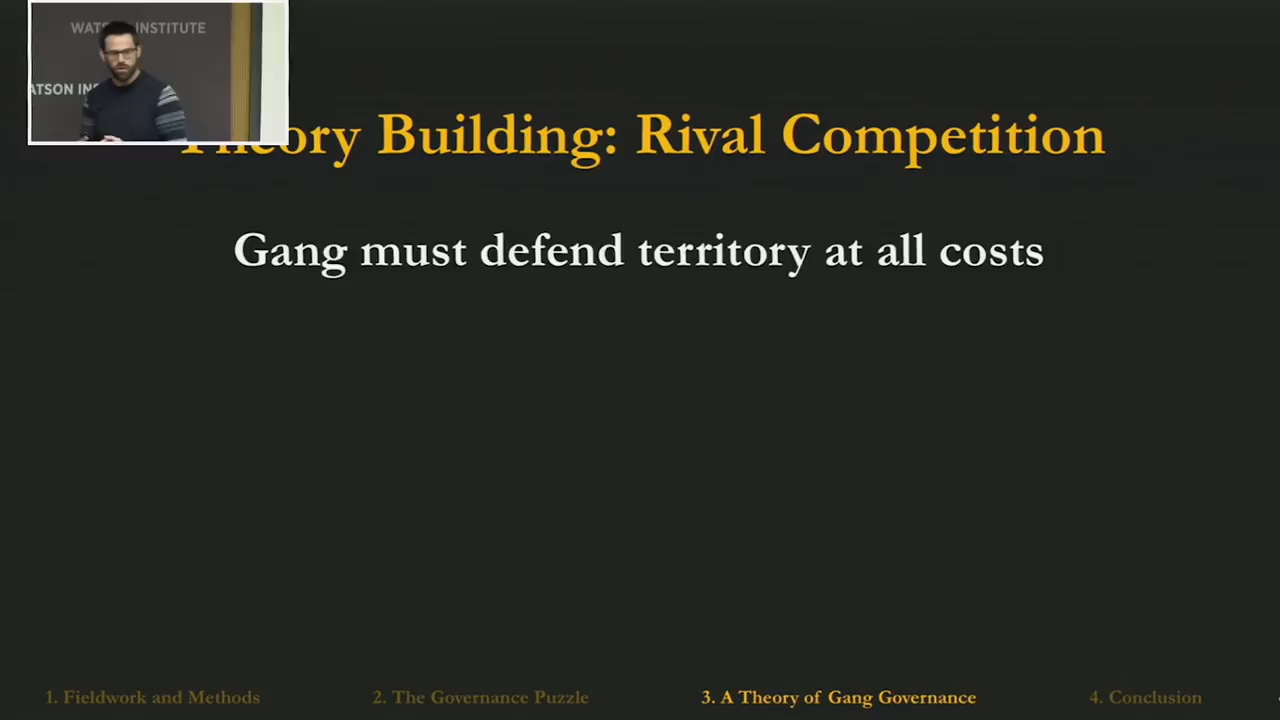 WATSON INSTITUTE
ATSON IN
Theory Building: Rival Competition
Gang must defend territory at all costs
1. Fieldwork and Methods
2. The Governance Puzzle
3. A Theory of Gang Governance
4. Conclusion